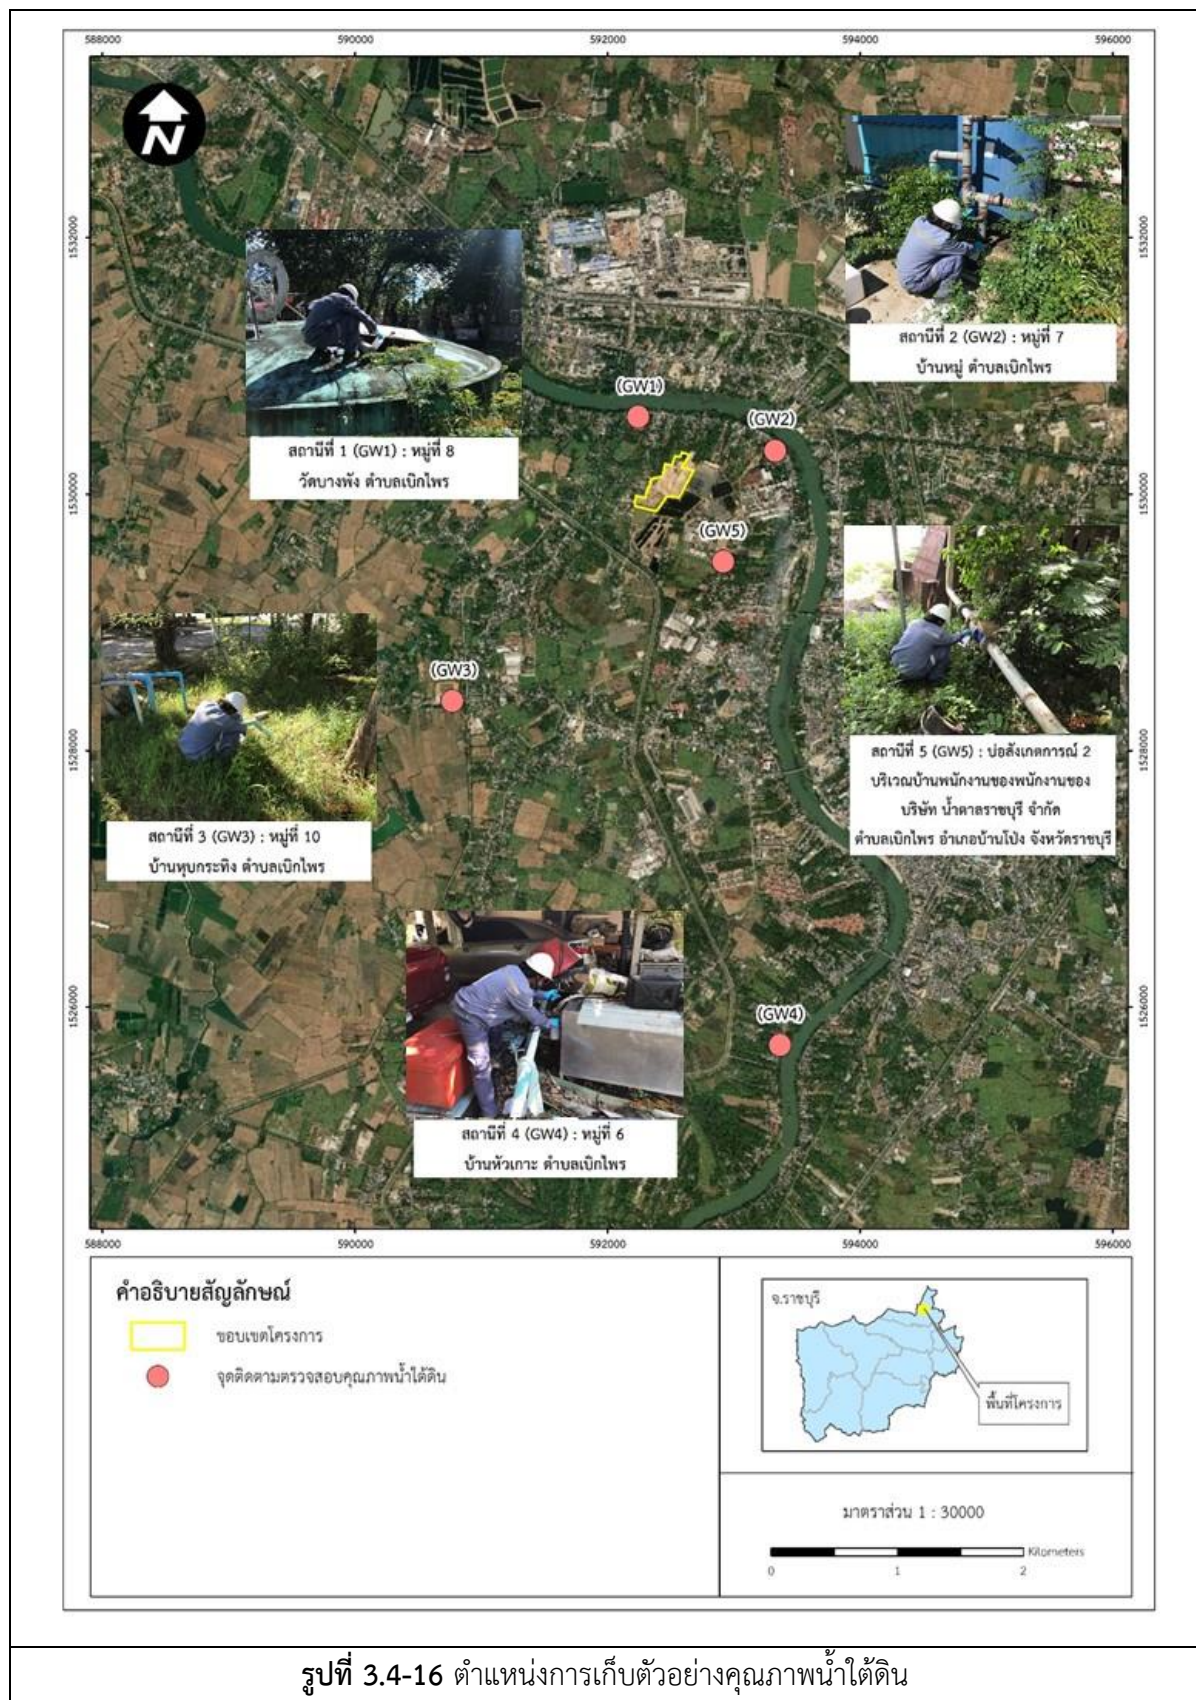 588000 590000 592000 594000 596000
N
1532000
1532000
สถานีที่ 2 (GW2) : หมู่ที่ 7
บ้านหมู่ ตำบลเบิกไพร
(GW1)
(GW2)
สถานีที่ 1 (GW1) : หมู่ที่ 8
วัดบางพัง ตำบลเบิกไพร
1530000
1530000
(GW5)
(GW3)
1528000
1528000
สถานีที่ 5 (GW5) : บ่อสังเกตการณ์ 2
บริเวณบ้านพนักงานของพนักงานของ
บริษัท น้ำตาลราชบุรี จำกัด
ตำบลเบิกไพร อำเภอบ้านโป่ง จังหวัดราชบุรี
สถานีที่ 3 (GW3) : หมู่ที่ 10
บ้านหุบกระทิง ตำบลเบิกไพร
1526000
1526000
(GW4)
สถานีที่ 4 (GW4) : หมู่ที่ 6
บ้านหัวเกาะ ตำบลเบิกไพร
588000 590000 592000 594000 596000
คำอธิบายสัญลักษณ์
ขอบเขตโครงการ
จุดติดตามตรวจสอบคุณภาพน้ำใต้ดิน
จ.ราชบุรี
พื้นที่โครงการ
มาตราส่วน 1 : 30000
Kilometers
0 1 2
รูปที่ 3.4-16 ตำแหน่งการเก็บตัวอย่างคุณภาพน้ำใต้ดิน